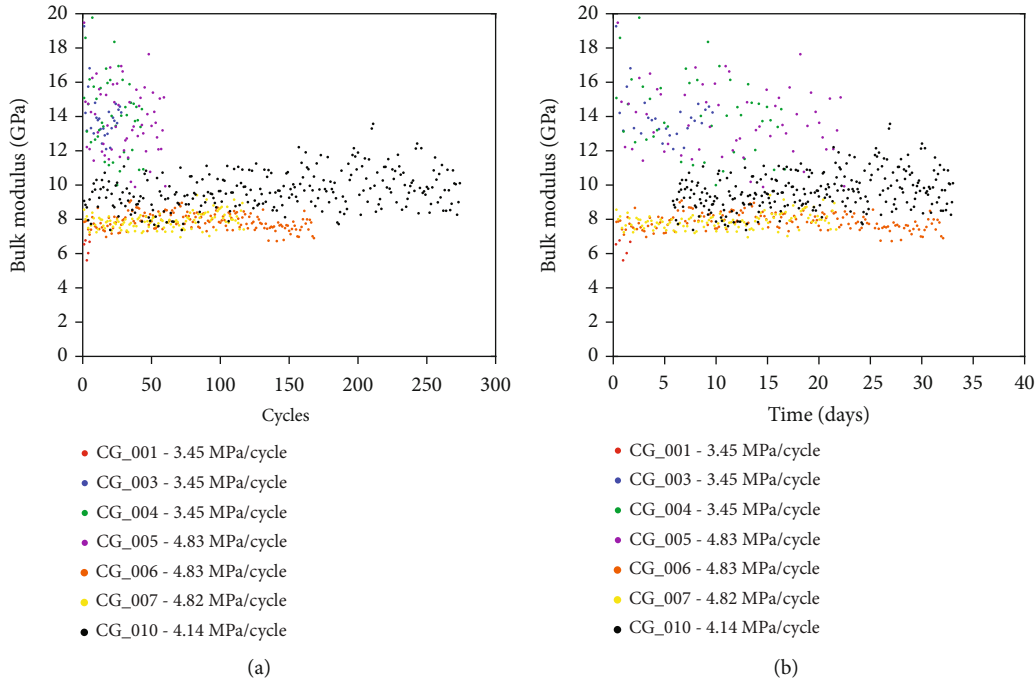 20
18
16
14
12
10
8
6
4
2
0
Bulk modulus (GPa)
0 50 100 150 200 250 300
Cycles
CG_001 - 3.45 MPa/cycle
CG_003 - 3.45 MPa/cycle
CG_004 - 3.45 MPa/cycle
CG_005 - 4.83 MPa/cycle
CG_006 - 4.83 MPa/cycle
CG_007 - 4.82 MPa/cycle
CG_010 - 4.14 MPa/cycle
(a)
20
18
16
14
12
10
8
6
4
2
0
Bulk modulus (GPa)
0 5 10 15 20 25 30 35 40
Time (days)
CG_001 - 3.45 MPa/cycle
CG_003 - 3.45 MPa/cycle
CG_004 - 3.45 MPa/cycle
CG_005 - 4.83 MPa/cycle
CG_006 - 4.83 MPa/cycle
CG_007 - 4.82 MPa/cycle
CG_010 - 4.14 MPa/cycle
(b)